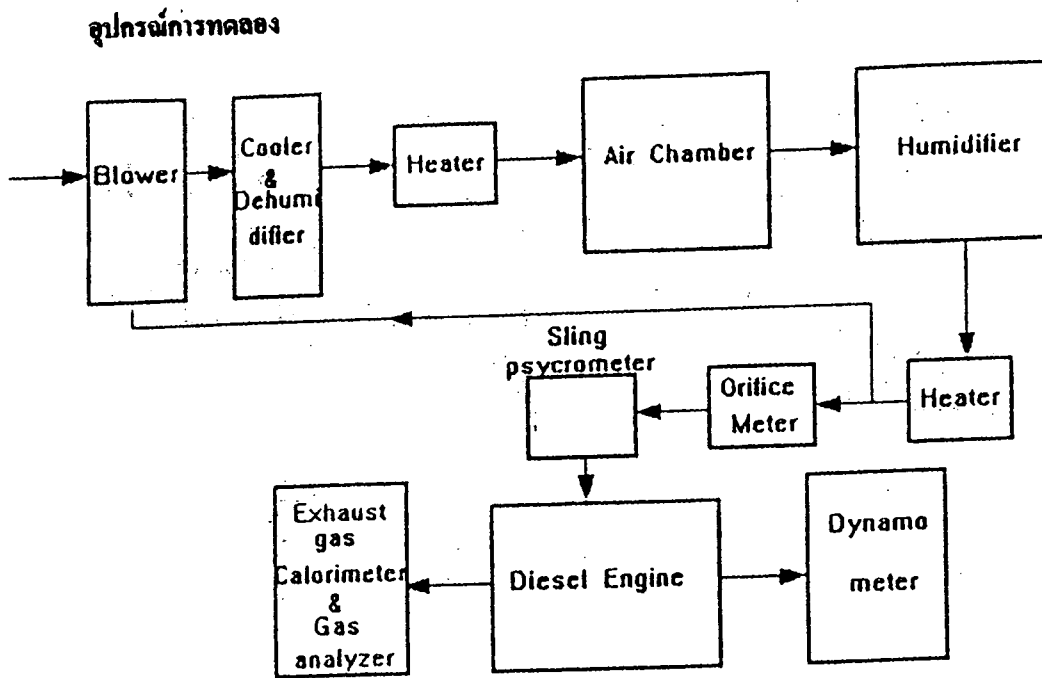 อุปกรณ์การทดลอง
Blower
Cooler
&
Dehumi
difier
Heater
Air Chamber
Humidifier
Sling
psycrometer
Orifice
Meter
Heater
Exhaust
gas
Calorimeter
&
Gas
analyzer
Diesel Engine
Dynamo
meter